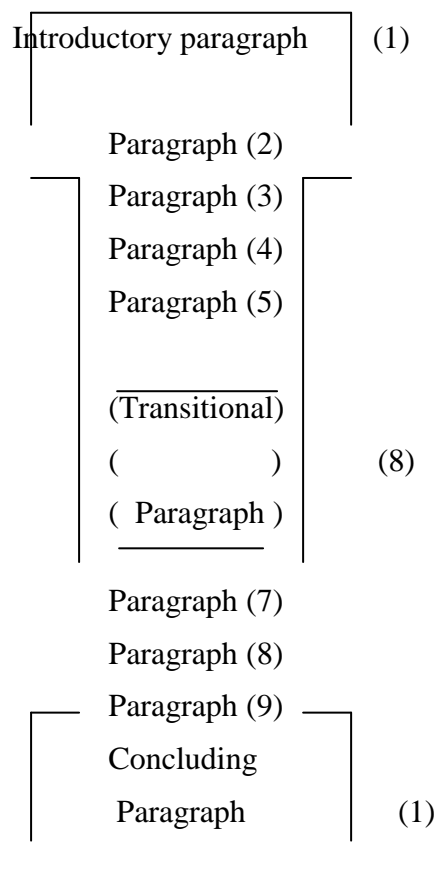 Introductory paragraph (1)
Paragraph (2)
Paragraph (3)
Paragraph (4)
Paragraph (5)
(Transitional)
( ) (8)
( Paragraph )
Paragraph (7)
Paragraph (8)
Paragraph (9)
Concluding
Paragraph (1)